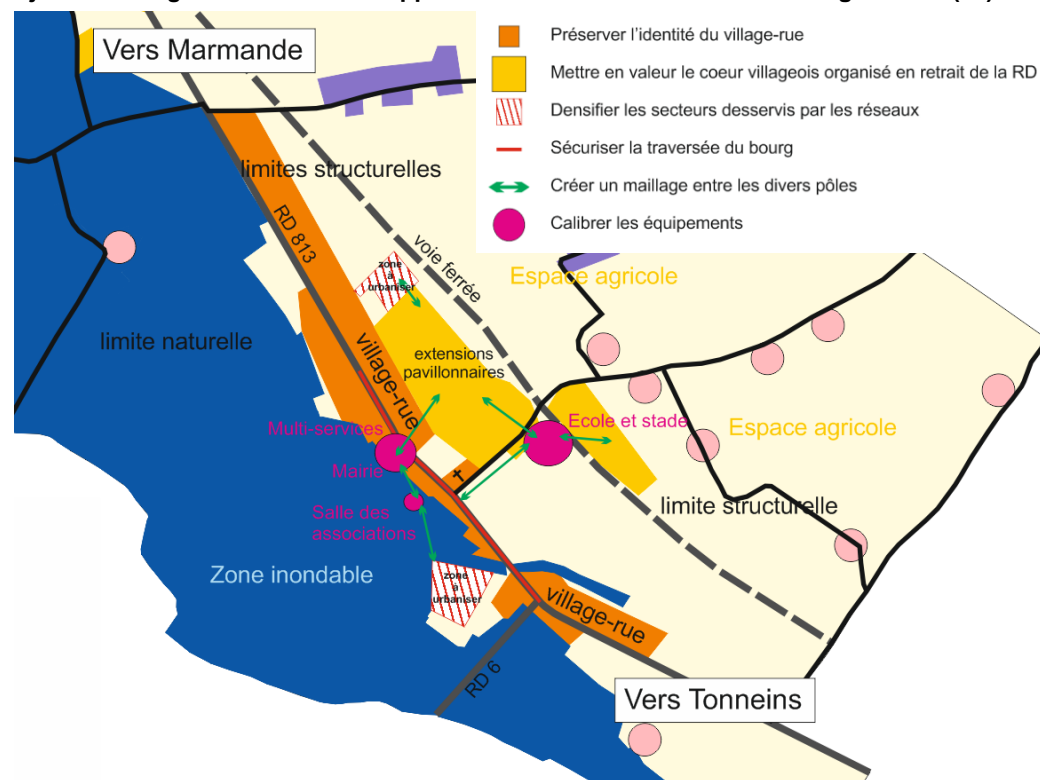 Vers Marmande
Préserver l'identité du village-rue
Mettre en valeur le coeur villageois organisé en retrait de la RD
Densifier les secteurs desservis par les réseaux
Sécuriser la traversée du bourg
Créer un maillage entre les divers pôles
Calibrer les équipements
limites structurelles
RD 813
voie ferrée
zone
à
urbaniser
Espace agricole
limite naturelle
village-rue
extensions
pavillonnaires
Multi-services
Ecole et stade
Espace agricole
Mairie
Salle des
associations
limite structurelle
Zone inondable
zone
à
urbaniser
village-rue
RD 6
Vers Tonneins